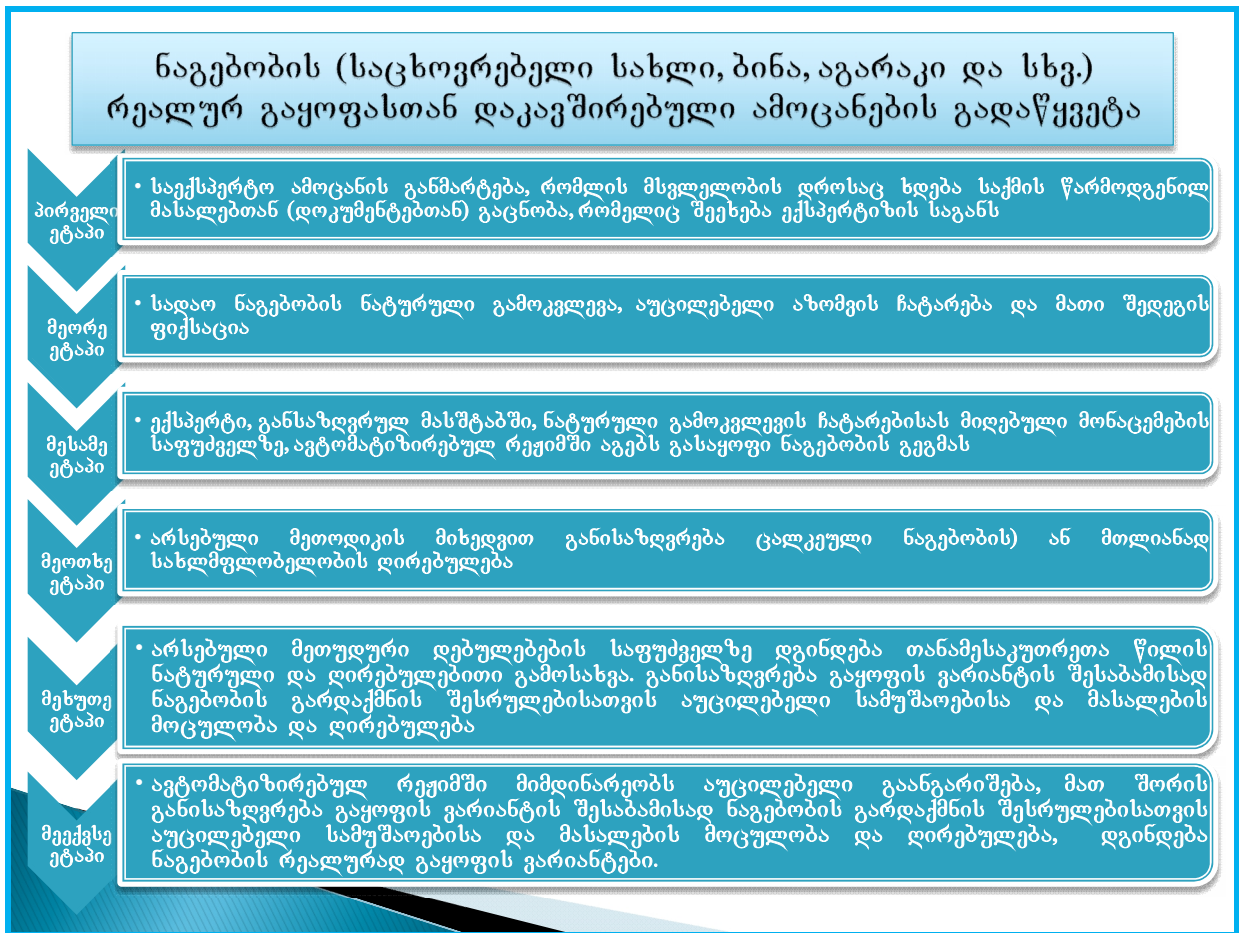 ნაგებობის (საცხოვრებელი სახლი, ბინა, აგარაკი და სხვ.)
რეალურ გაყოფასთან დაკავშირებული ამოცანების გადაწყვეტა
პირველი
ეტაპი
• საექსპერტო ამოცანის განმარტება, რომლის მსვლელობის დროსაც ხდება საქმის წარმოდგენილ
მასალებთან (დოკუმენტებთან) გაცნობა, რომელიც შეეხება ექსპერტიზის საგანს
მეორე
ეტაპი
• სადაო ნაგებობის ნატურული გამოკვლევა, აუცილებელი აზომვის ჩატარება და მათი შედეგის
ფიქსაცია
მესამე
ეტაპი
• ექსპერტი, განსაზღვრულ მასშტაბში, ნატურული გამოკვლევის ჩატარებისას მიღებული მონაცემების
საფუძველზე, ავტომატიზირებულ რეჟიმში აგებს გასაყოფი ნაგებობის გეგმას
მეოთხე
ეტაპი
• არსებული მეთოდიკის მიხედვით განისაზღვრება ცალკეული ნაგებობის) ან მთლიანად
სახლმფლობელობის ღირებულება
მეხუთე
ეტაპი
• არსებული მეთუდური დებულებების საფუძველზე დგინდება თანამესაკუთრეთა წილის
ნატურული და ღირებულებითი გამოსახვა. განისაზღვრება გაყოფის ვარიანტის შესაბამისად
ნაგებობის გარდაქმნის შესრულებისათვის აუცილებელი სამუშაოებისა და მასალების
მოცულობა და ღირებულება
მეექვსე
ეტაპი
• ავტომატიზირებულ რეჟიმში მიმდინარეობს აუცილებელი გაანგარიშება, მათ შორის
განისაზღვრება გაყოფის ვარიანტის შესაბამისად ნაგებობის გარდაქმნის შესრულებისათვის
აუცილებელი სამუშაოებისა და მასალების მოცულობა და ღირებულება, დგინდება
ნაგებობის რეალურად გაყოფის ვარიანტები.